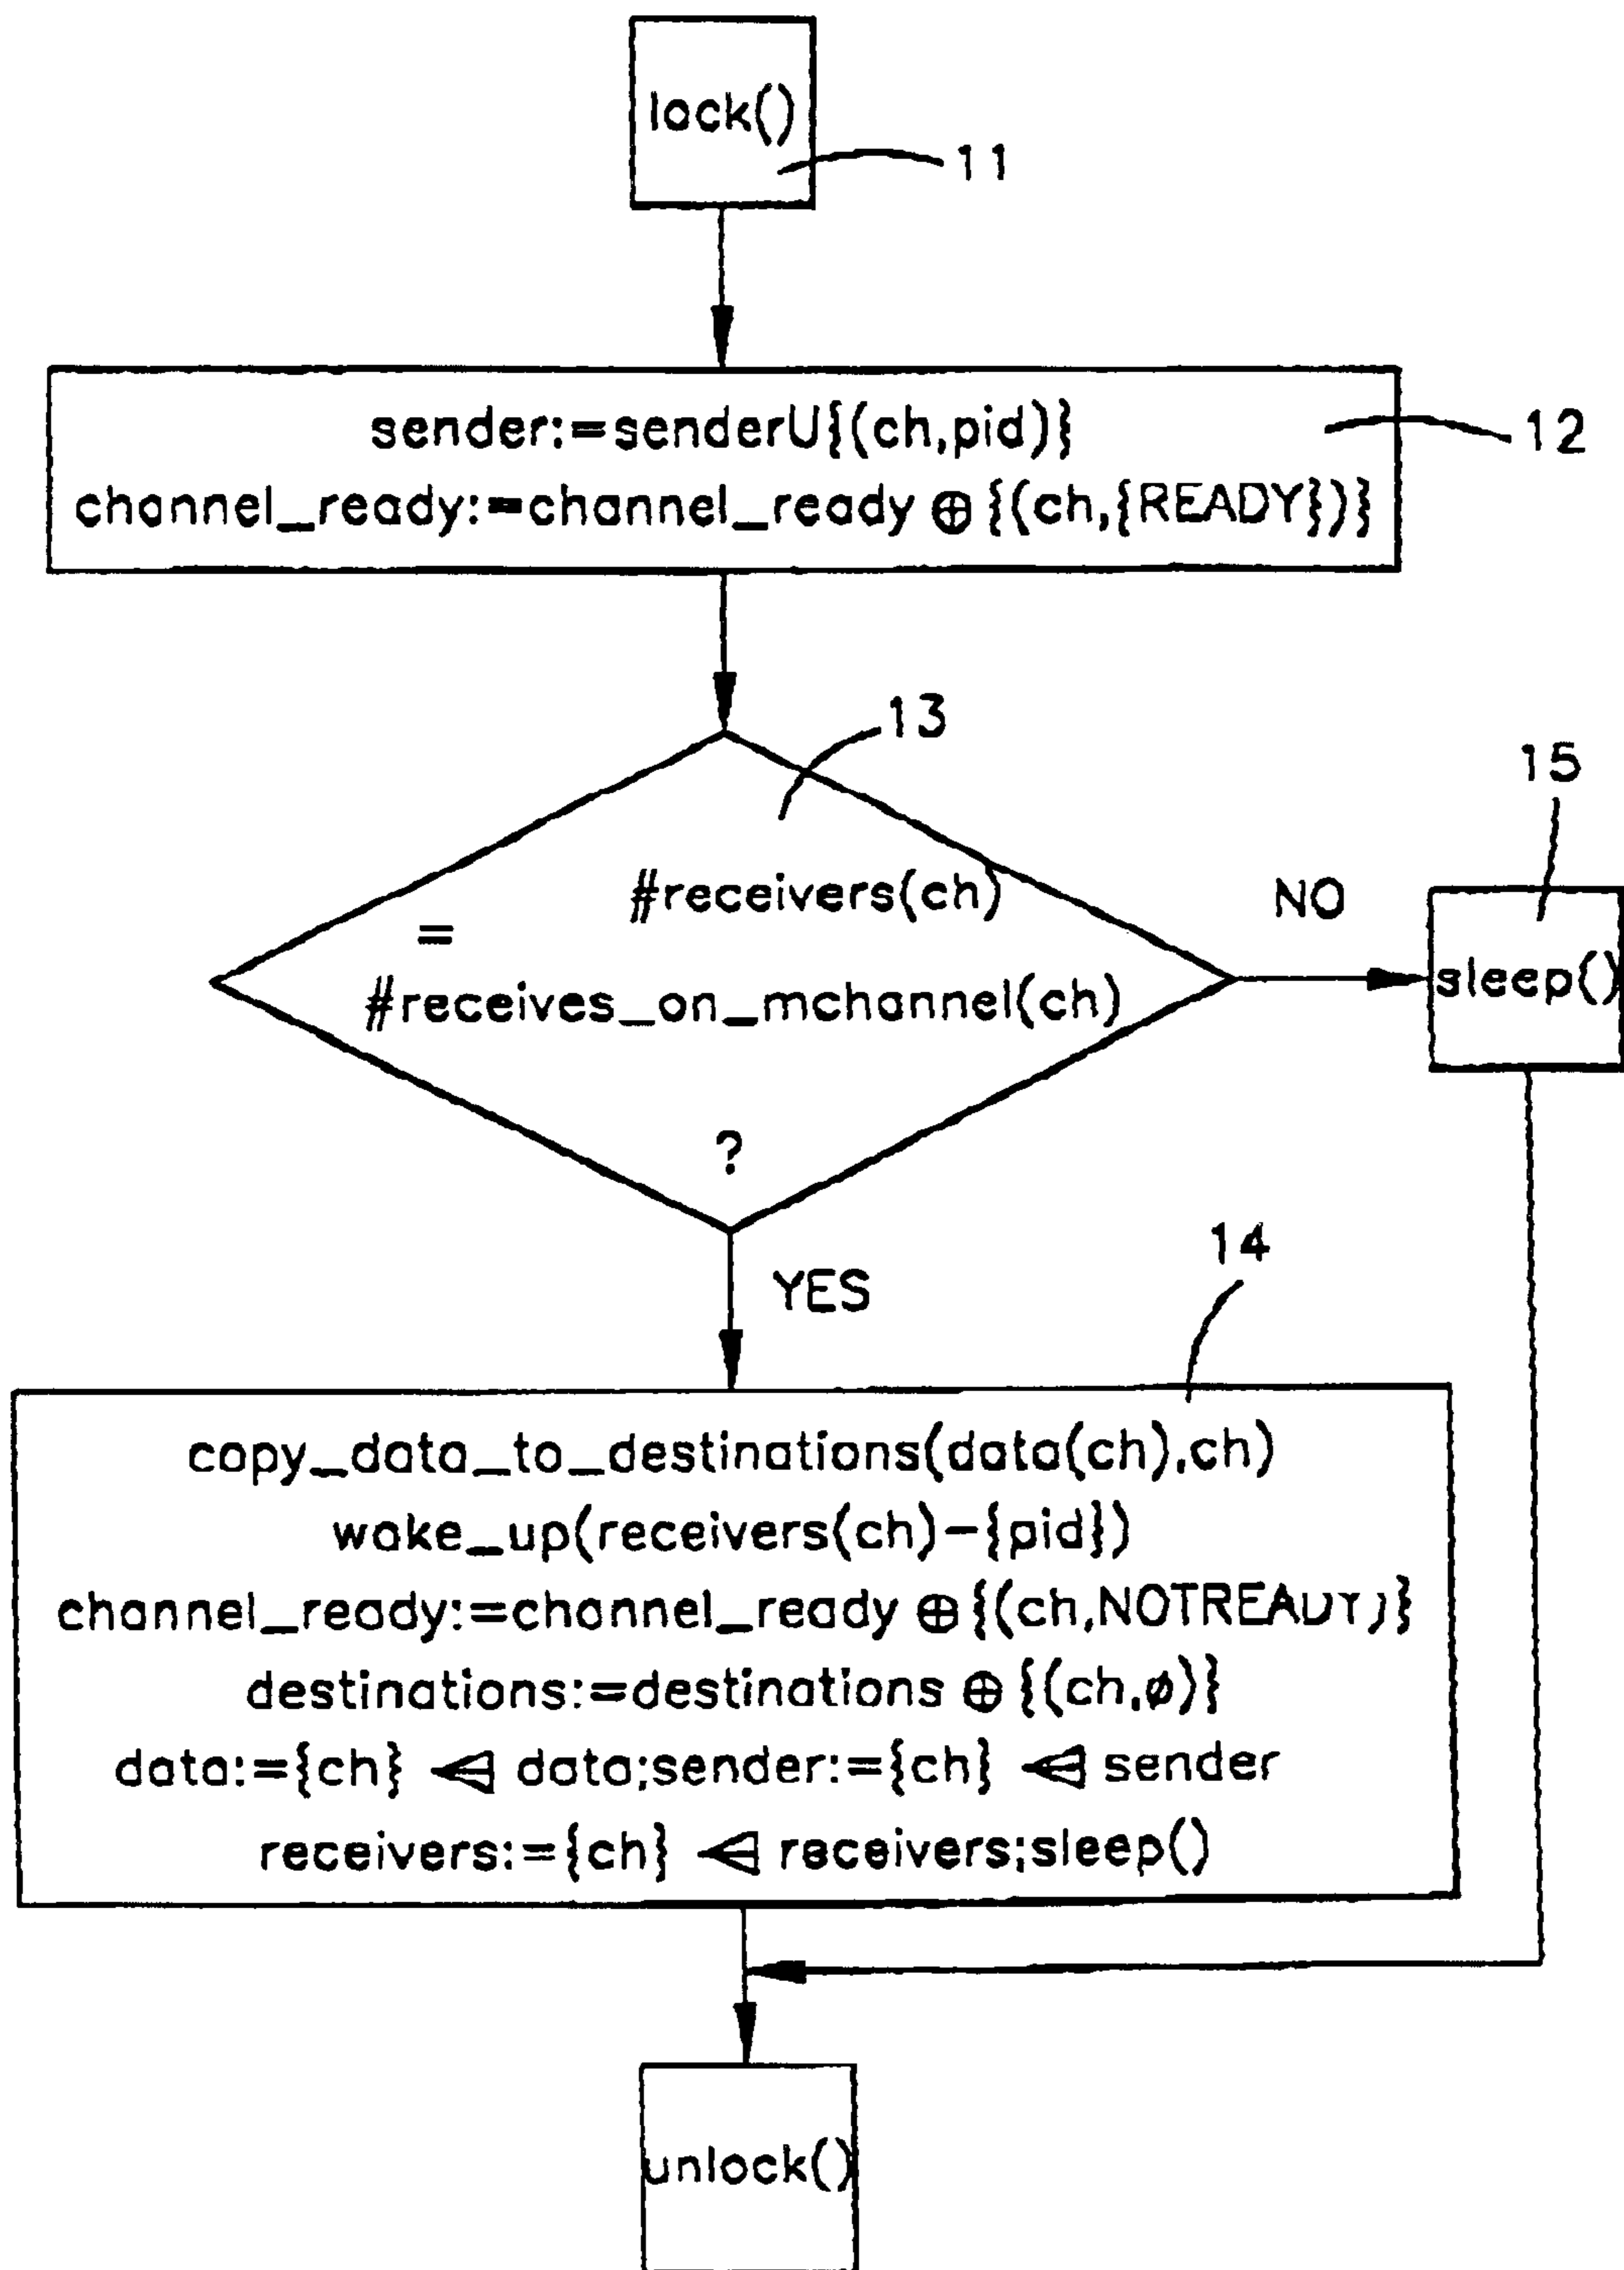 lock()
11
sender:=senderU{(ch,pid)}
12
channel_ready:=channel_ready ⊕ {(ch,{READY})}
13
#receivers(ch)
=
#receives_on_mchannel(ch)
?
NO
15
sleep()
YES
14
copy_data_to_destinations(data(ch),ch)
wake_up(receivers(ch)-{pid})
channel_ready:=channel_ready ⊕ {(ch,NOTREADY)}
destinations:=destinations ⊕ {(ch,ø)}
data:={ch} ⩤ data;sender:={ch} ⩤ sender
receivers:={ch} ⩤ receivers;sleep()
unlock()